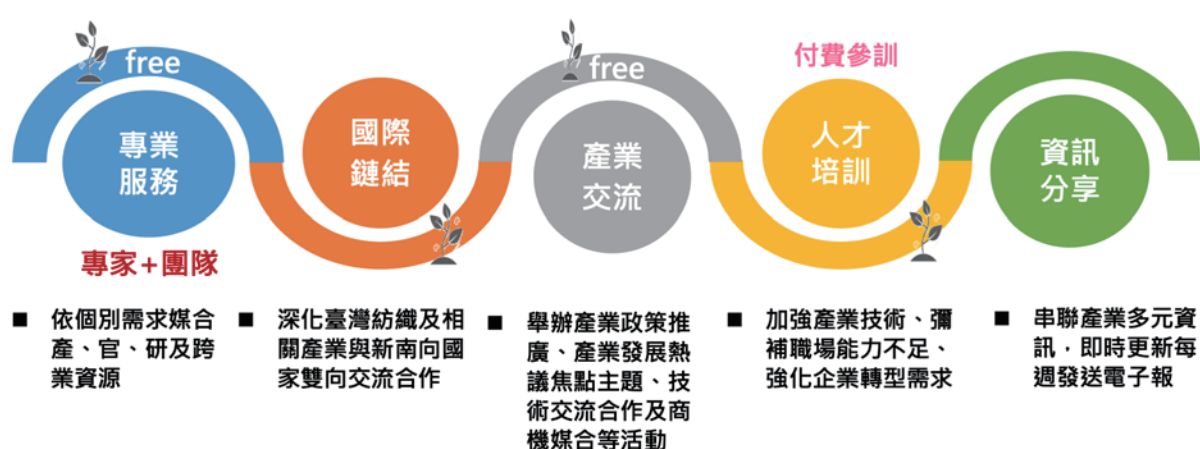 free
專業
服務
專家+團隊
■ 依個別需求媒合
產、官、研及跨
業資源
國際
鏈結
■ 深化臺灣紡織及相
關產業與新南向國
家雙向交流合作
free
產業
交流
■ 舉辦產業政策推
廣、產業發展熱
議焦點主題、技
術交流合作及商
機媒合等活動
付費參訓
人才
培訓
■ 加強產業技術、彌
補職場能力不足、
強化企業轉型需求
資訊
分享
■ 串聯產業多元資
訊，即時更新每
週發送電子報